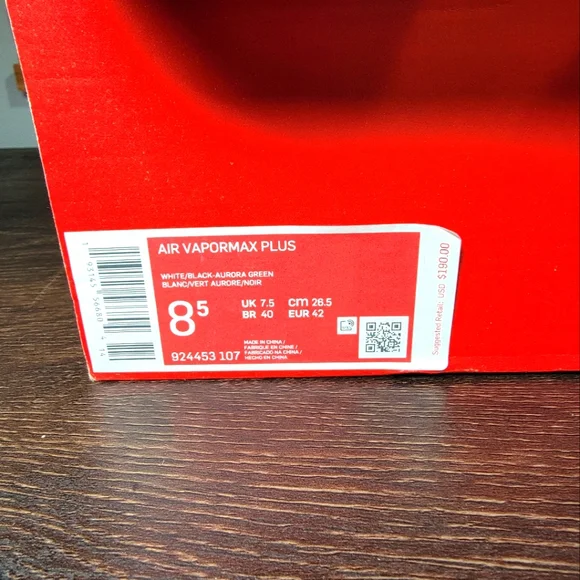 AIR VAPORMAX PLUS
WHITE/BLACK-AURORA GREEN
BLANC/VERT AURORE/NOIR
8⁵
UK 7.5 CM 26.5
BR 40 EUR 42
924453 107
MADE IN CHINA /
FABRIQUÉ EN CHINE /
FABRICADO NA CHINA /
HECHO EN CHINA
Suggested Retail: USD $190.00